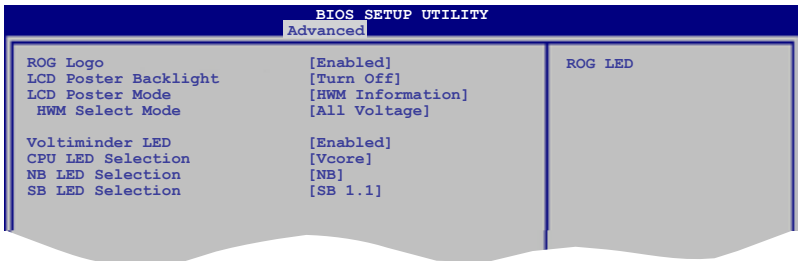 BIOS SETUP UTILITY
Advanced
ROG Logo [Enabled]
LCD Poster Backlight [Turn Off]
LCD Poster Mode [HWM Information]
HWM Select Mode [All Voltage]
Voltiminder LED [Enabled]
CPU LED Selection [Vcore]
NB LED Selection [NB]
SB LED Selection [SB 1.1]
ROG LED